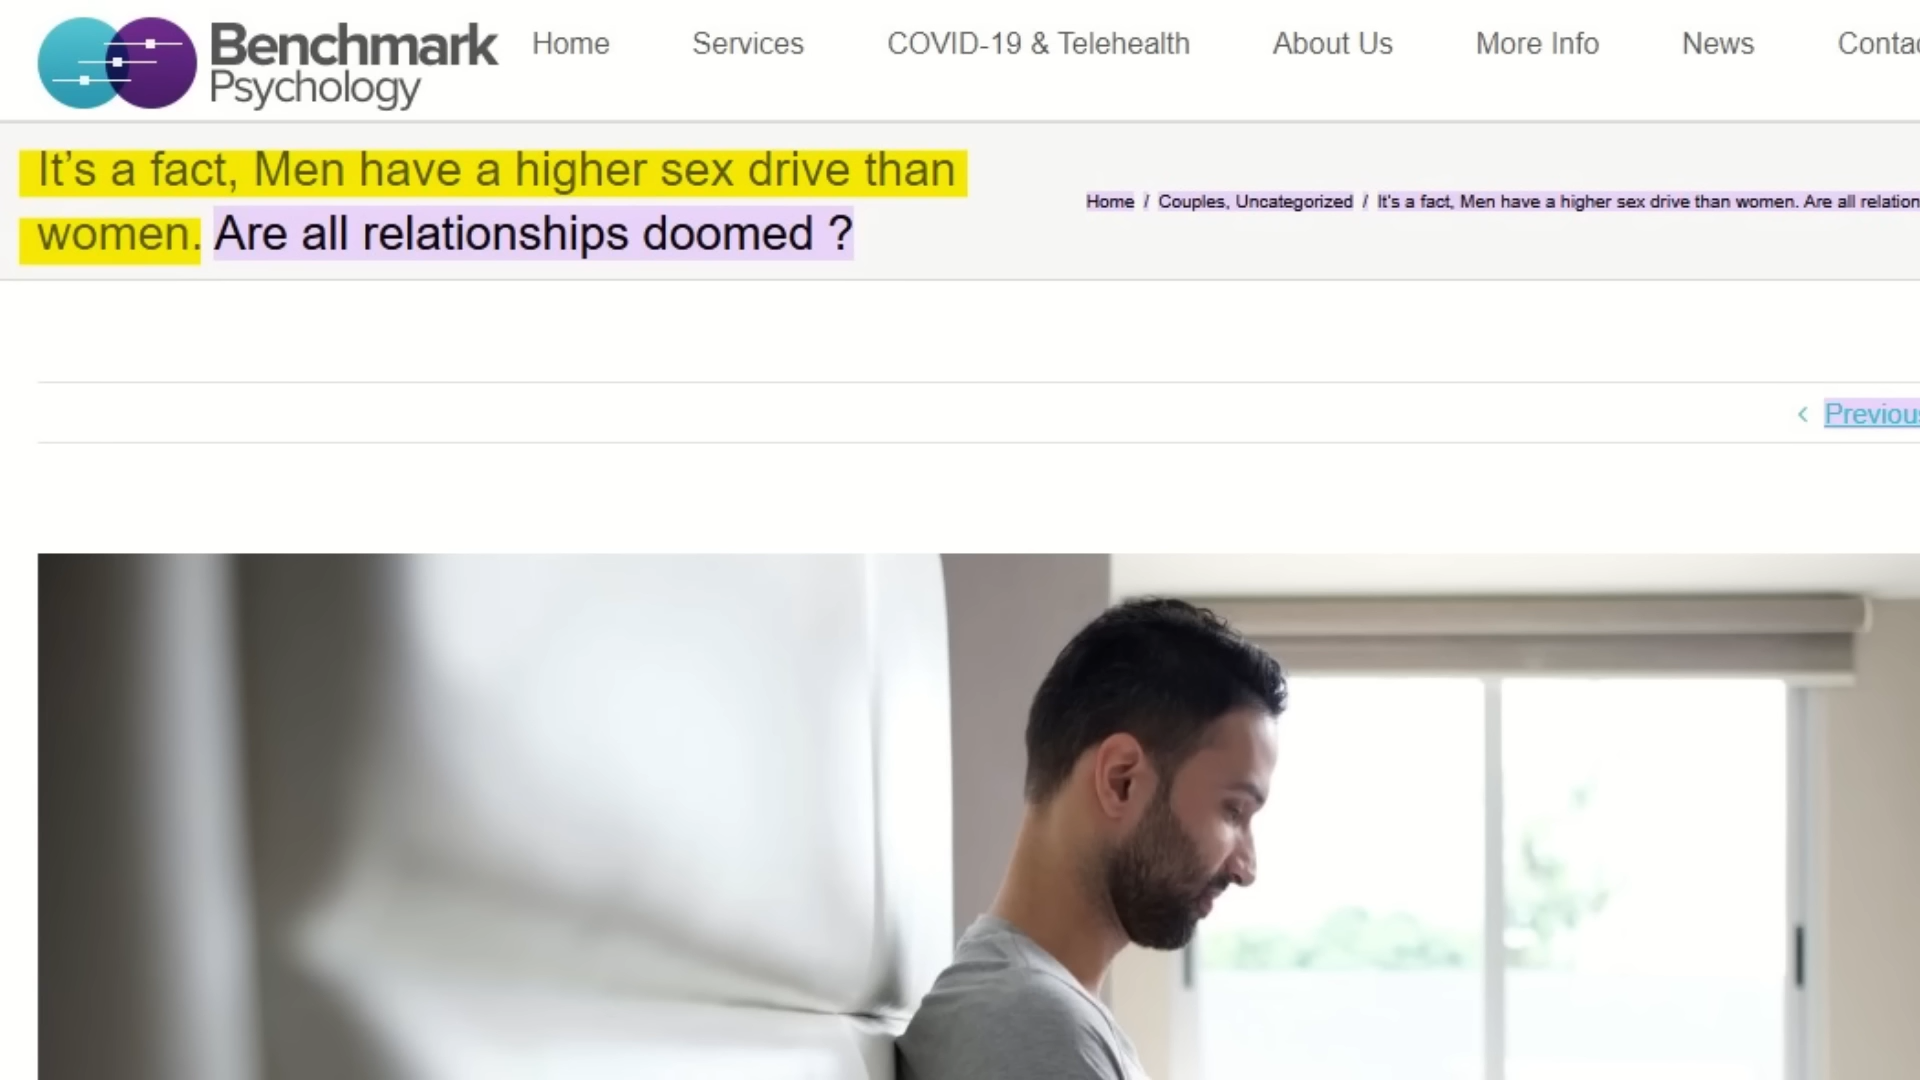 Benchmark
Psychology
Home Services COVID-19 & Telehealth About Us More Info News
It's a fact, Men have a higher sex drive than
women. Are all relationships doomed ?
Home / Couples, Uncategorized / It's a fact, Men have a higher sex drive than women. Are all